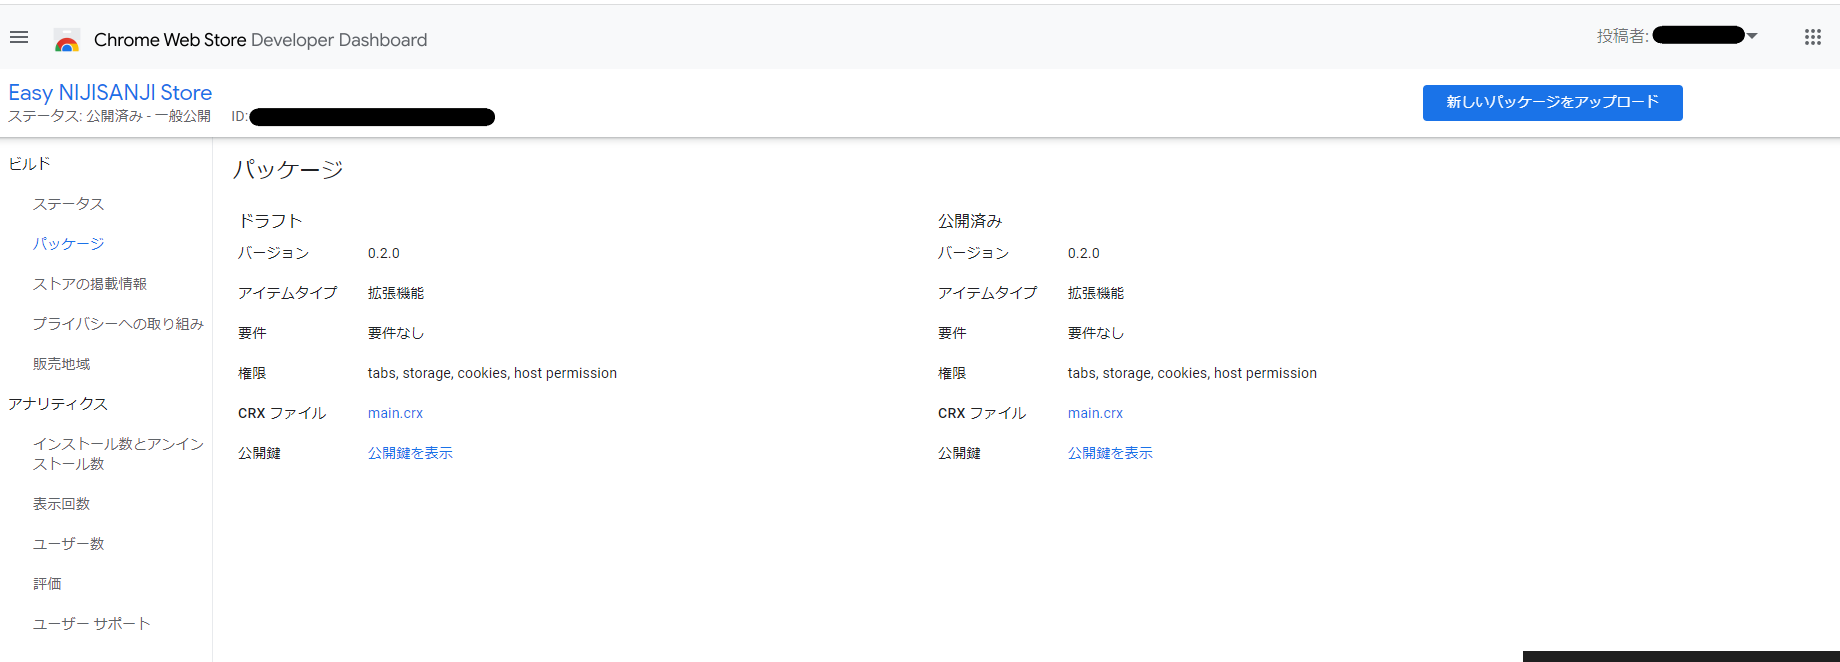 Chrome Web Store Developer Dashboard
投稿者:
Easy NIJISANJI Store
ステータス: 公開済み - 一般公開
ID:
新しいパッケージをアップロード
ビルド
ステータス
パッケージ
ストアの掲載情報
プライバシーへの取り組み
販売地域
アナリティクス
インストール数とアンイン
ストール数
表示回数
ユーザー数
評価
ユーザー サポート
パッケージ
ドラフト
バージョン 0.2.0
アイテムタイプ 拡張機能
要件 要件なし
権限 tabs, storage, cookies, host permission
CRX ファイル main.crx
公開鍵 公開鍵を表示
公開済み
バージョン 0.2.0
アイテムタイプ 拡張機能
要件 要件なし
権限 tabs, storage, cookies, host permission
CRX ファイル main.crx
公開鍵 公開鍵を表示